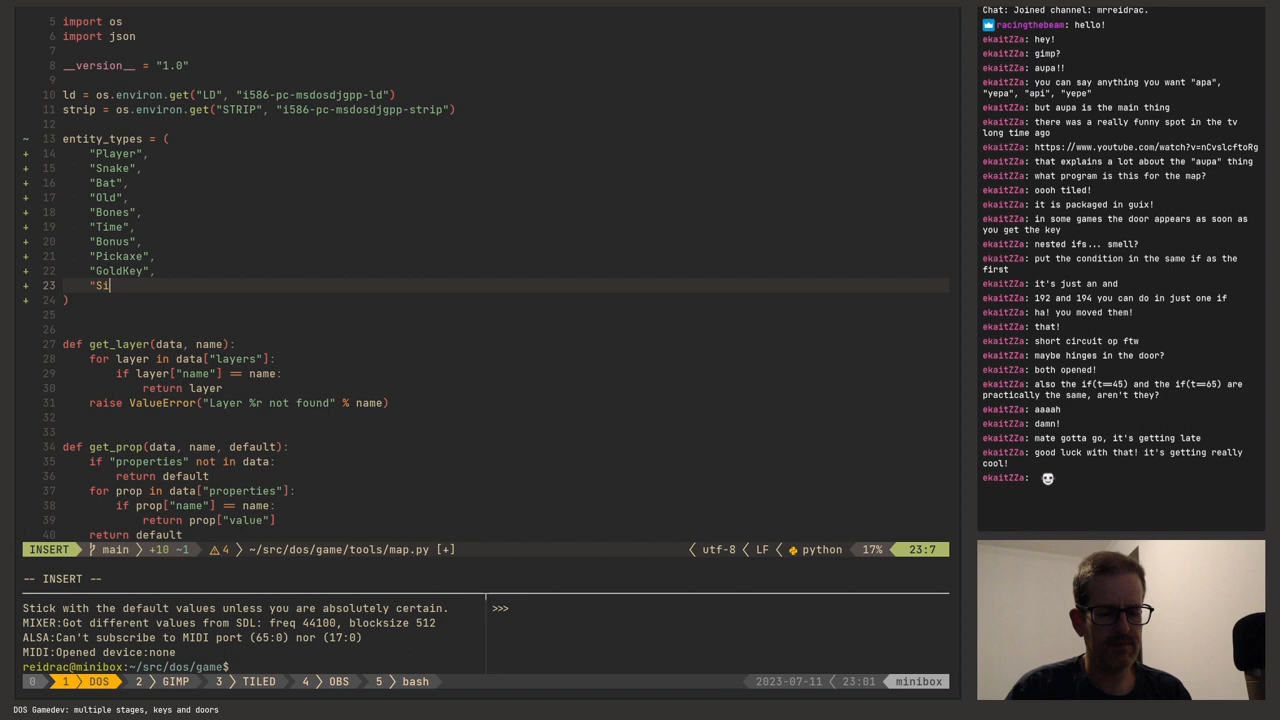 5 import os
6 import json
7
8 __version__ = "1.0"
9
10 ld = os.environ.get("LD", "i586-pc-msdosdjgpp-ld")
11 strip = os.environ.get("STRIP", "i586-pc-msdosdjgpp-strip")
12
~ 13 entity_types = (
+ 14 "Player",
+ 15 "Snake",
+ 16 "Bat",
+ 17 "Old",
+ 18 "Bones",
+ 19 "Time",
+ 20 "Bonus",
+ 21 "Pickaxe",
+ 22 "GoldKey",
+ 23 "Si
+ 24 )
25
26
27 def get_layer(data, name):
28 for layer in data["layers"]:
29 if layer["name"] == name:
30 return layer
31 raise ValueError("Layer %r not found" % name)
32
33
34 def get_prop(data, name, default):
35 if "properties" not in data:
36 return default
37 for prop in data["properties"]:
38 if prop["name"] == name:
39 return prop["value"]
40 return default
INSERT main +10 ~1 4 ~/src/dos/game/tools/map.py [+] utf-8 LF python 17% 23:7
-- INSERT --
Stick with the default values unless you are absolutely certain.
MIXER:Got different values from SDL: freq 44100, blocksize 512
ALSA:Can't subscribe to MIDI port (65:0) nor (17:0)
MIDI:Opened device:none
reidrac@minibox:~/src/dos/game$
>>>
0 1 DOS 2 GIMP 3 TILED 4 OBS 5 bash 2023-07-11 23:01 minibox
DOS Gamedev: multiple stages, keys and doors
Chat: Joined channel: mrreidrac.
racingthebeam: hello!
ekaitZZa: hey!
ekaitZZa: gimp?
ekaitZZa: aupa!!
ekaitZZa: you can say anything you want "apa",
"yepa", "api", "yepe"
ekaitZZa: but aupa is the main thing
ekaitZZa: there was a really funny spot in the tv
long time ago
ekaitZZa: https://www.youtube.com/watch?v=nCvslcftoRg
ekaitZZa: that explains a lot about the "aupa" thing
ekaitZZa: what program is this for the map?
ekaitZZa: oooh tiled!
ekaitZZa: it is packaged in guix!
ekaitZZa: in some games the door appears as soon as
you get the key
ekaitZZa: nested ifs... smell?
ekaitZZa: put the condition in the same if as the
first
ekaitZZa: it's just an and
ekaitZZa: 192 and 194 you can do in just one if
ekaitZZa: ha! you moved them!
ekaitZZa: that!
ekaitZZa: short circuit op ftw
ekaitZZa: maybe hinges in the door?
ekaitZZa: both opened!
ekaitZZa: also the if(t==45) and the if(t==65) are
practically the same, aren't they?
ekaitZZa: aaaah
ekaitZZa: damn!
ekaitZZa: mate gotta go, it's getting late
ekaitZZa: good luck with that! it's getting really
cool!
ekaitZZa: